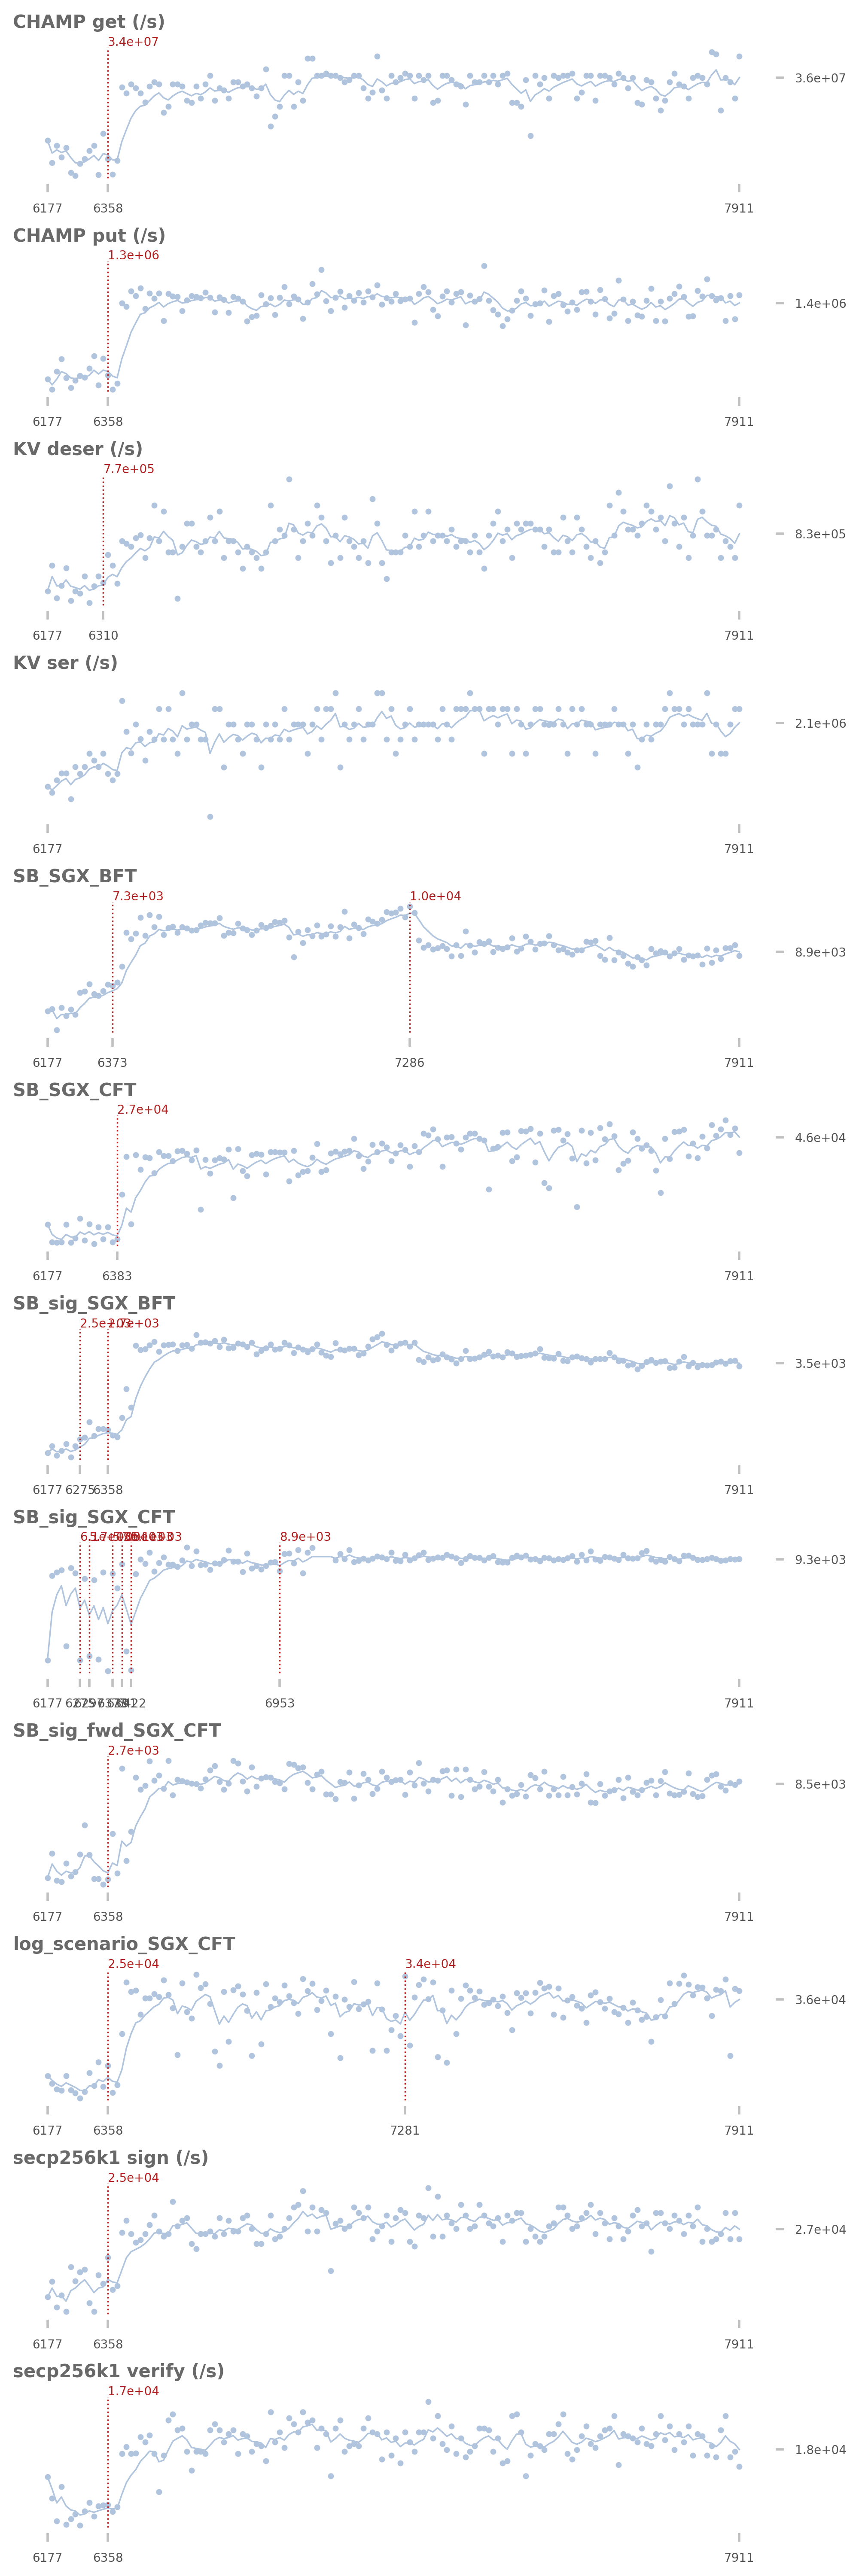 CHAMP get (/s)
3.4e+07
3.6e+07
6177 6358 7911
CHAMP put (/s)
1.3e+06
1.4e+06
6177 6358 7911
KV deser (/s)
7.7e+05
8.3e+05
6177 6310 7911
KV ser (/s)
2.1e+06
6177 7911
SB_SGX_BFT
7.3e+03 1.0e+04
8.9e+03
6177 6373 7286 7911
SB_SGX_CFT
2.7e+04
4.6e+04
6177 6383 7911
SB_sig_SGX_BFT
2.5e+03 2.7e+03
3.5e+03
6177 6275 6358 7911
SB_sig_SGX_CFT
8.9e+03
9.3e+03
6177 6953 7911
SB_sig_fwd_SGX_CFT
2.7e+03
8.5e+03
6177 6358 7911
log_scenario_SGX_CFT
2.5e+04 3.4e+04
3.6e+04
6177 6358 7281 7911
secp256k1 sign (/s)
2.5e+04
2.7e+04
6177 6358 7911
secp256k1 verify (/s)
1.7e+04
1.8e+04
6177 6358 7911